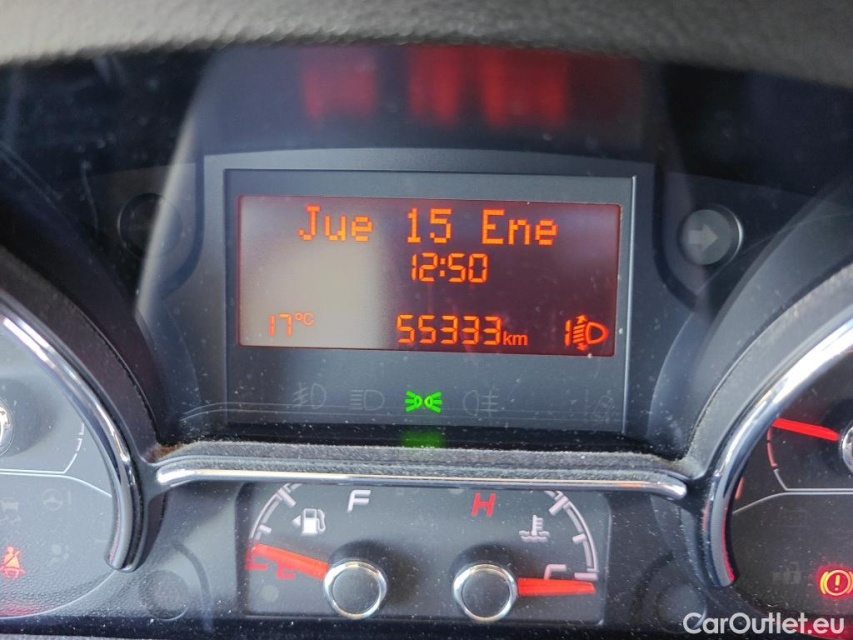 Jue 15 Ene
12:50
17°C
55333km
1
F
H
CarOutlet.eu